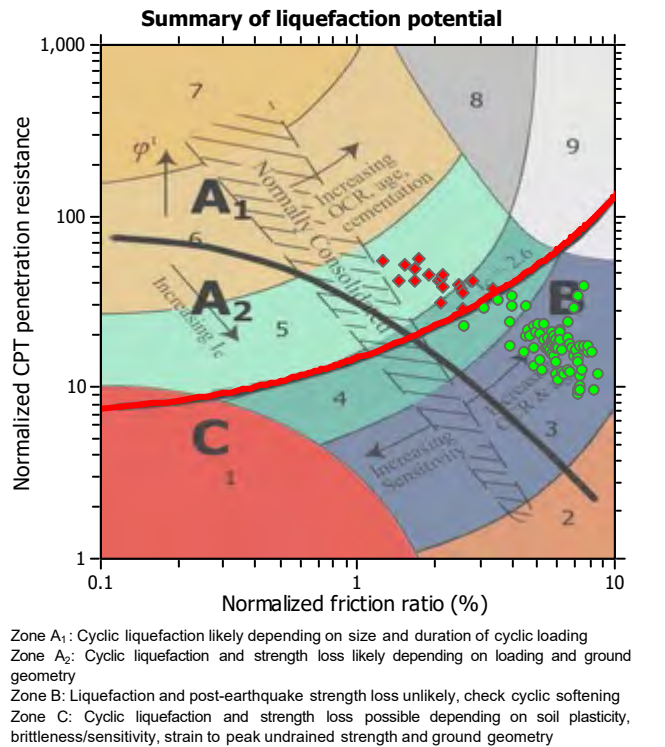 Summary of liquefaction potential
1,000
7
8
9
φ'
Increasing
OCR, age,
cementation
A1
Normally Consolidated
100
6
2.6
A2
Increasing Ic
5
B
Normalized CPT penetration resistance
10
4
C
OCR &
3
Increasing
Sensitivity
1
2
1
0.1
1
10
Normalized friction ratio (%)
Zone A1: Cyclic liquefaction likely depending on size and duration of cyclic loading
Zone A2: Cyclic liquefaction and strength loss likely depending on loading and ground
geometry
Zone B: Liquefaction and post-earthquake strength loss unlikely, check cyclic softening
Zone C: Cyclic liquefaction and strength loss possible depending on soil plasticity,
brittleness/sensitivity, strain to peak undrained strength and ground geometry